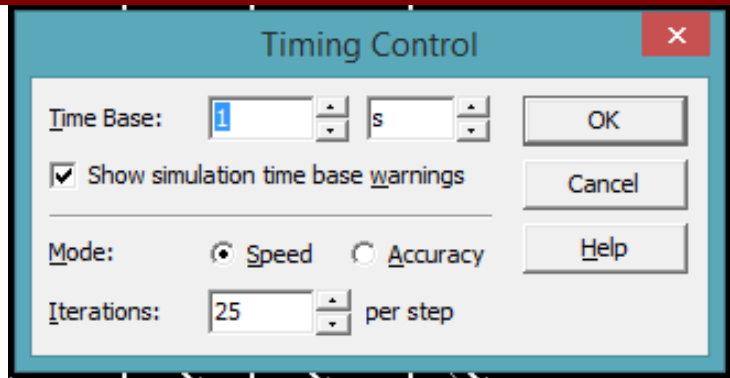 Timing Control
Time Base: 1 s OK
Show simulation time base warnings Cancel
Mode: Speed Accuracy Help
Iterations: 25 per step